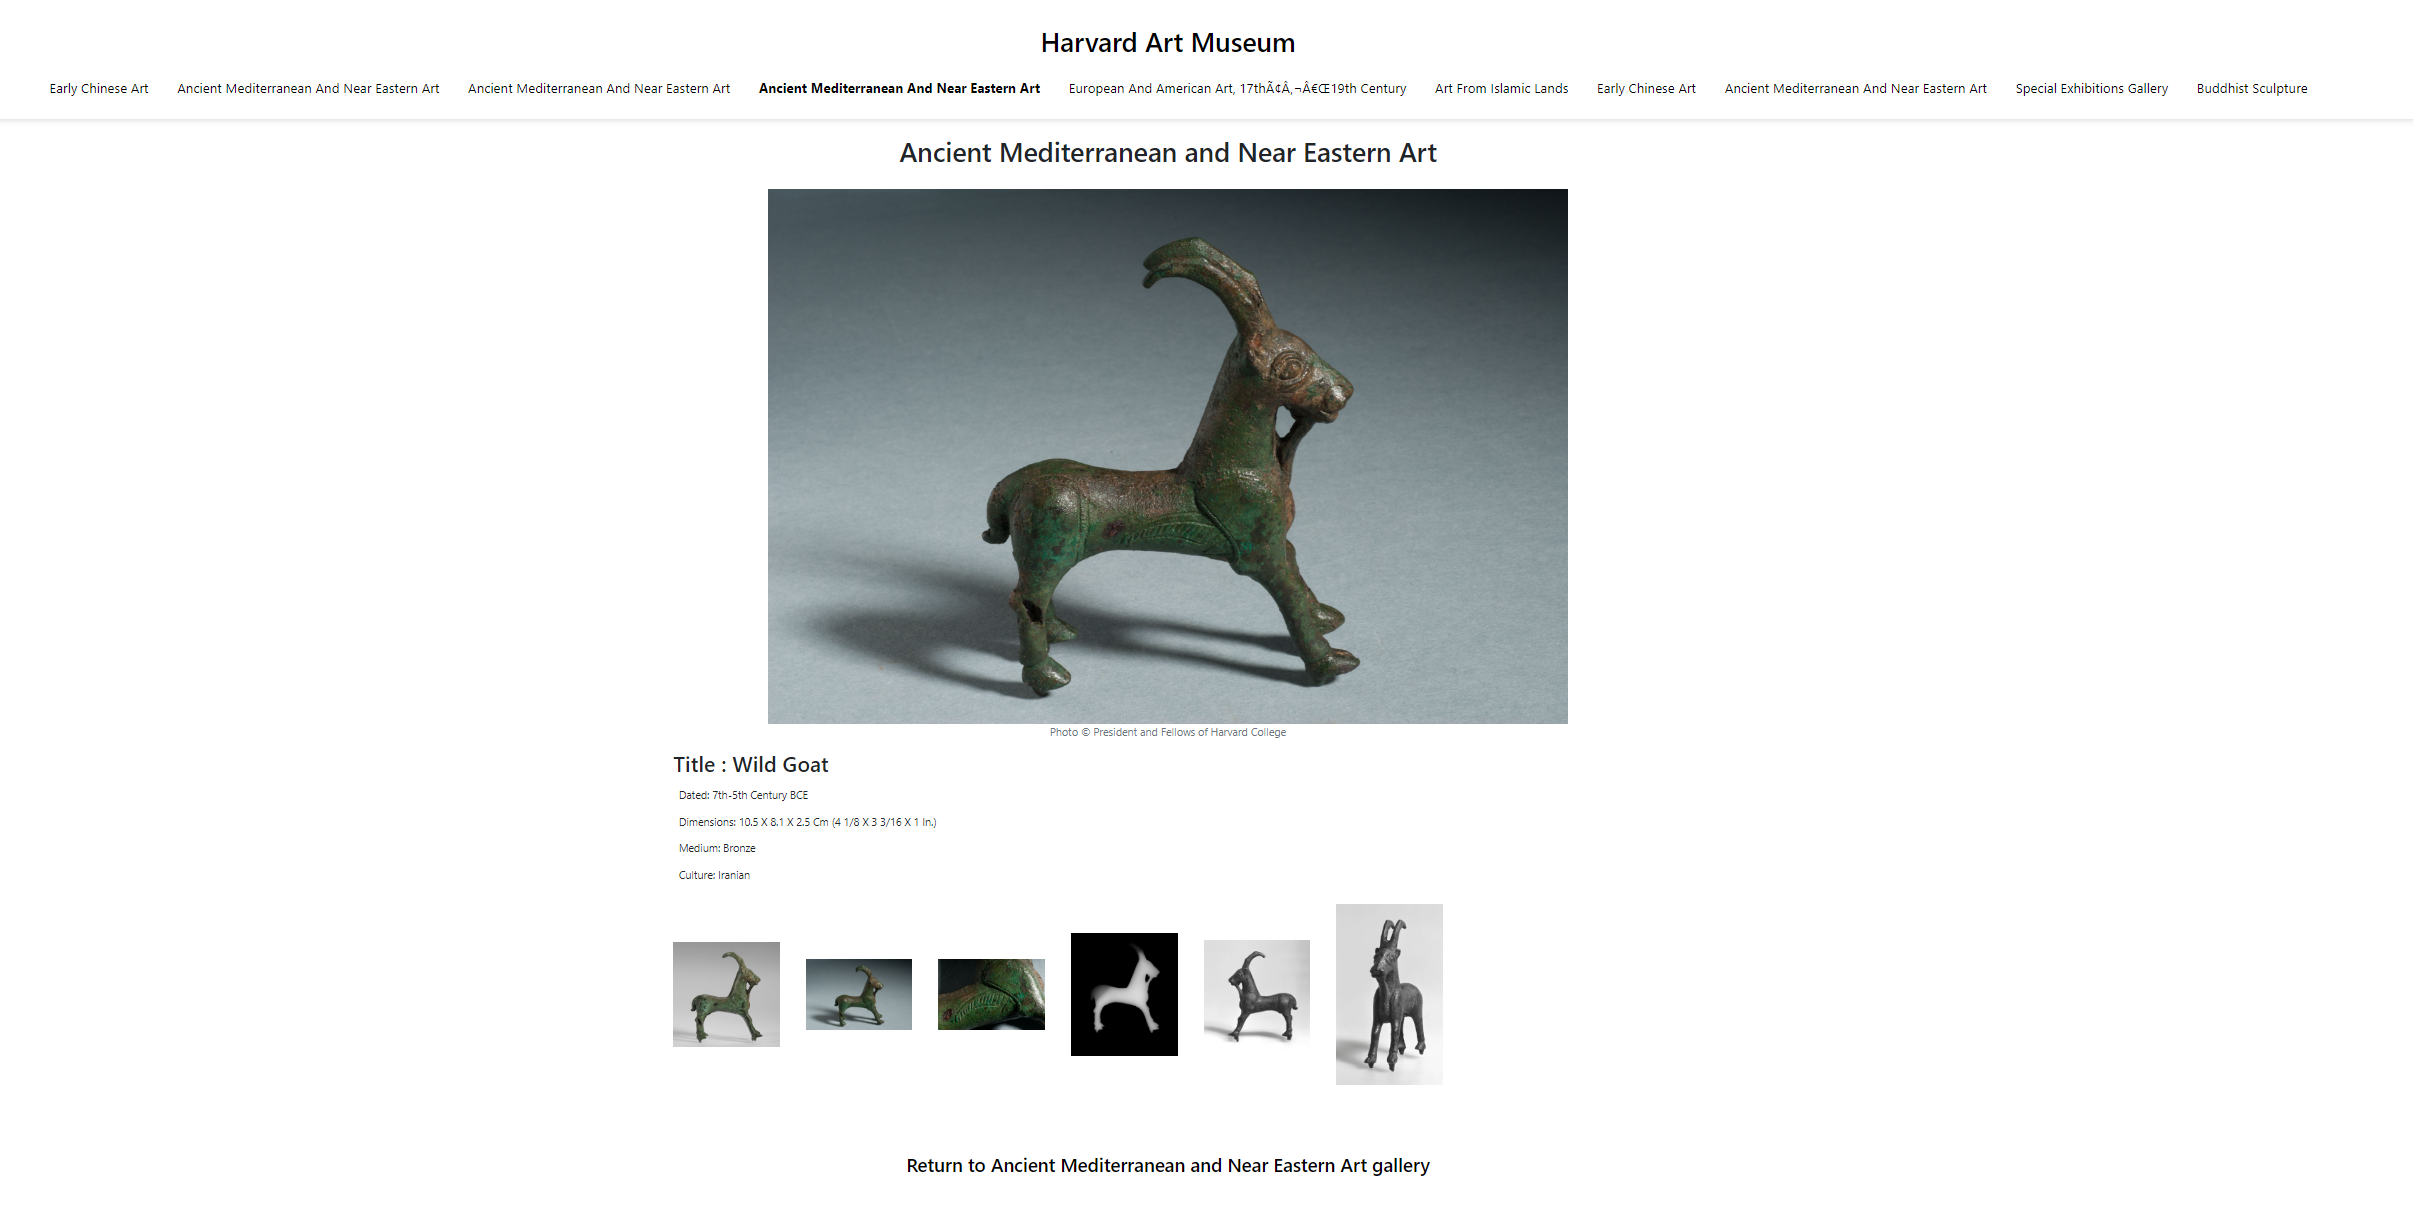 Harvard Art Museum
Early Chinese Art Ancient Mediterranean And Near Eastern Art Ancient Mediterranean And Near Eastern Art Ancient Mediterranean And Near Eastern Art European And American Art, 17thÃ¢Â‚¬Â€Œ19th Century Art From Islamic Lands Early Chinese Art Ancient Mediterranean And Near Eastern Art Special Exhibitions Gallery Buddhist Sculpture
Ancient Mediterranean and Near Eastern Art
Photo © President and Fellows of Harvard College
Title : Wild Goat
Dated: 7th-5th Century BCE
Dimensions: 10.5 X 8.1 X 2.5 Cm (4 1/8 X 3 3/16 X 1 In.)
Medium: Bronze
Culture: Iranian
Return to Ancient Mediterranean and Near Eastern Art gallery